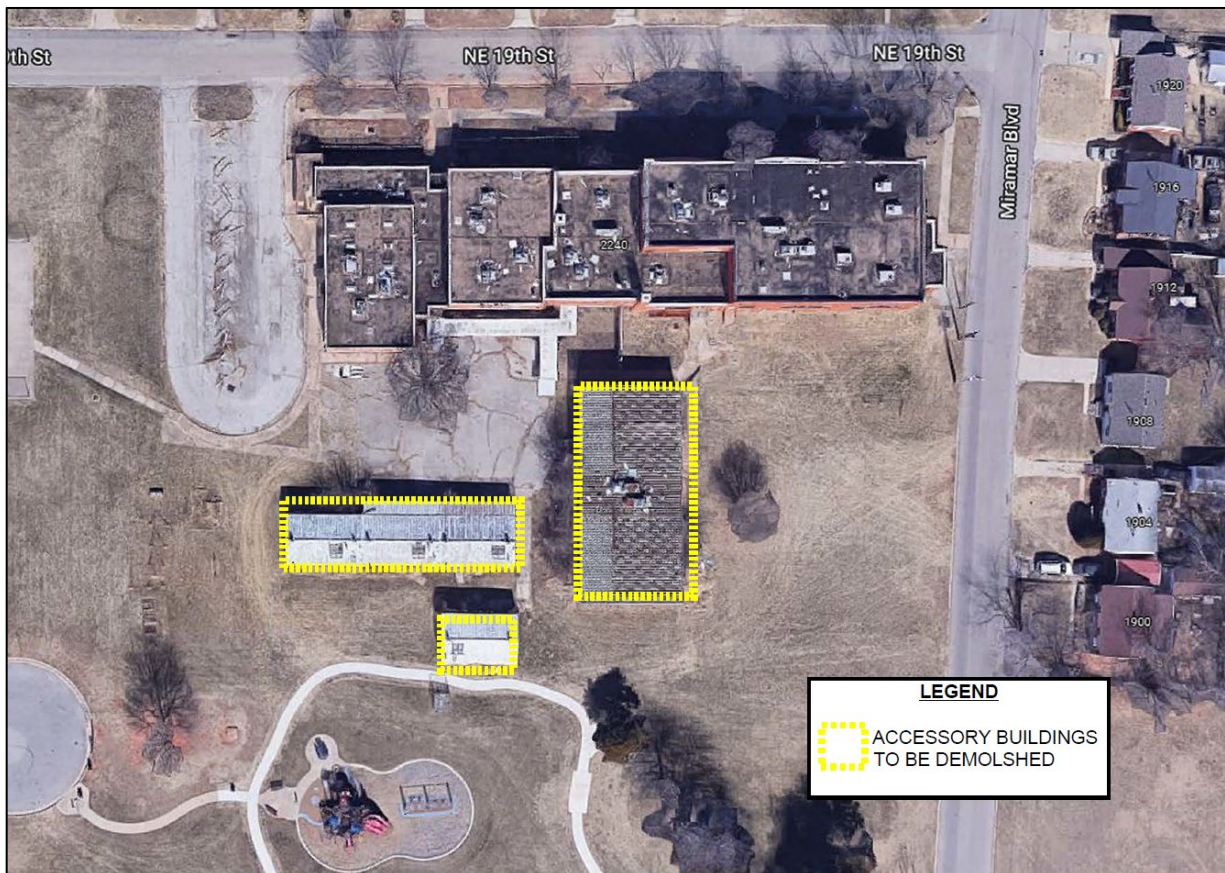 9th St
NE 19th St
NE 19th St
Miramar Blvd
1920
1916
2240
1912
1908
1904
1900
LEGEND
ACCESSORY BUILDINGS
TO BE DEMOLSHED